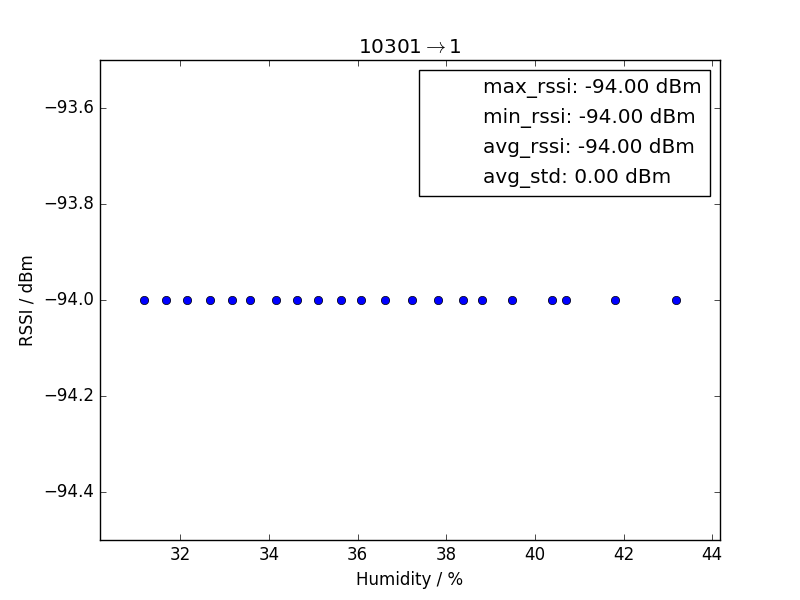 10301→1
max_rssi: -94.00 dBm
min_rssi: -94.00 dBm
avg_rssi: -94.00 dBm
avg_std: 0.00 dBm
−93.6
−93.8
−94.0
−94.2
−94.4
RSSI / dBm
32 34 36 38 40 42 44
Humidity / %